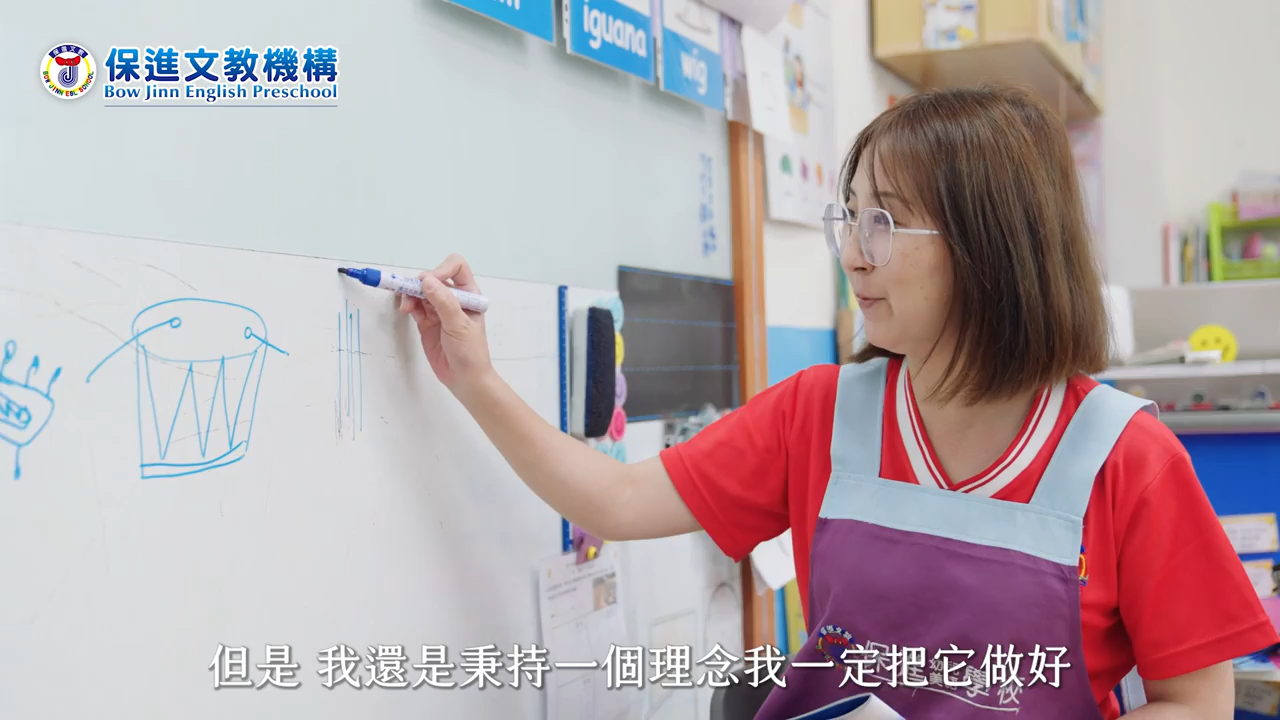 保進文教機構
Bow Jinn English Preschool
iguana
wig
但是 我還是秉持一個理念我一定把它做好